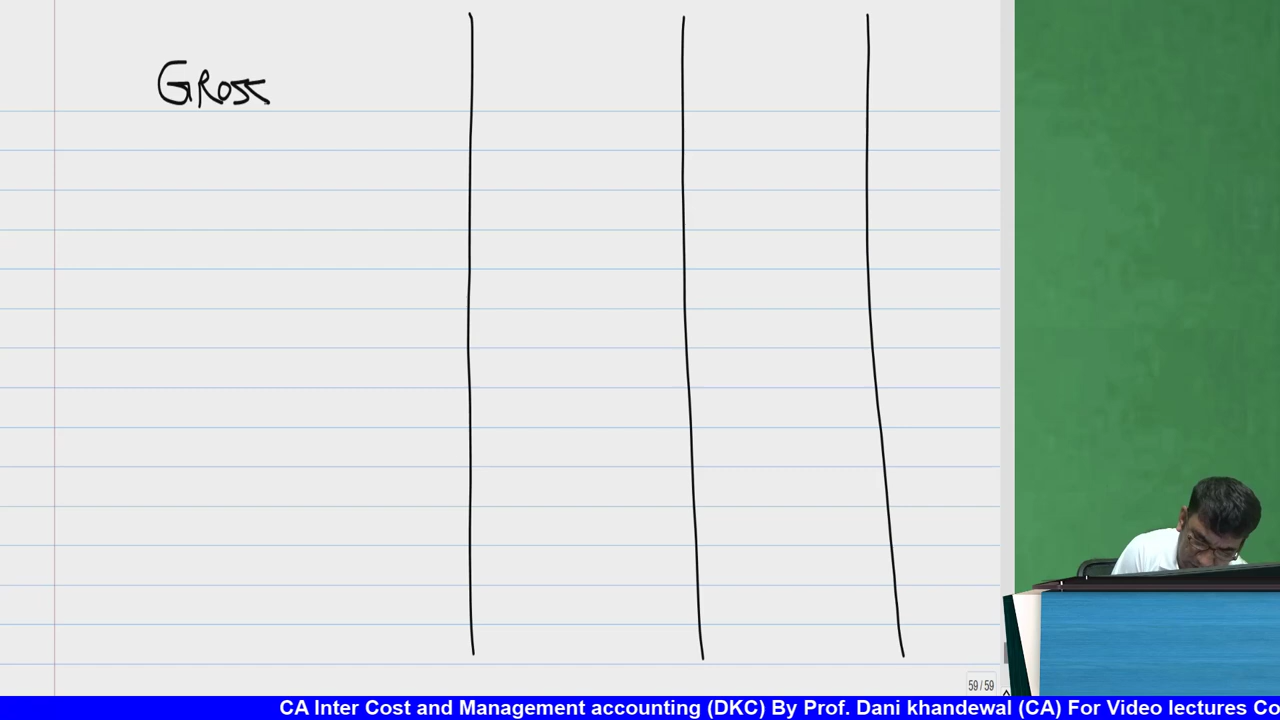 Gross
59/59
CA Inter Cost and Management accounting (DKC) By Prof. Dani khandewal (CA) For Video lectures Co